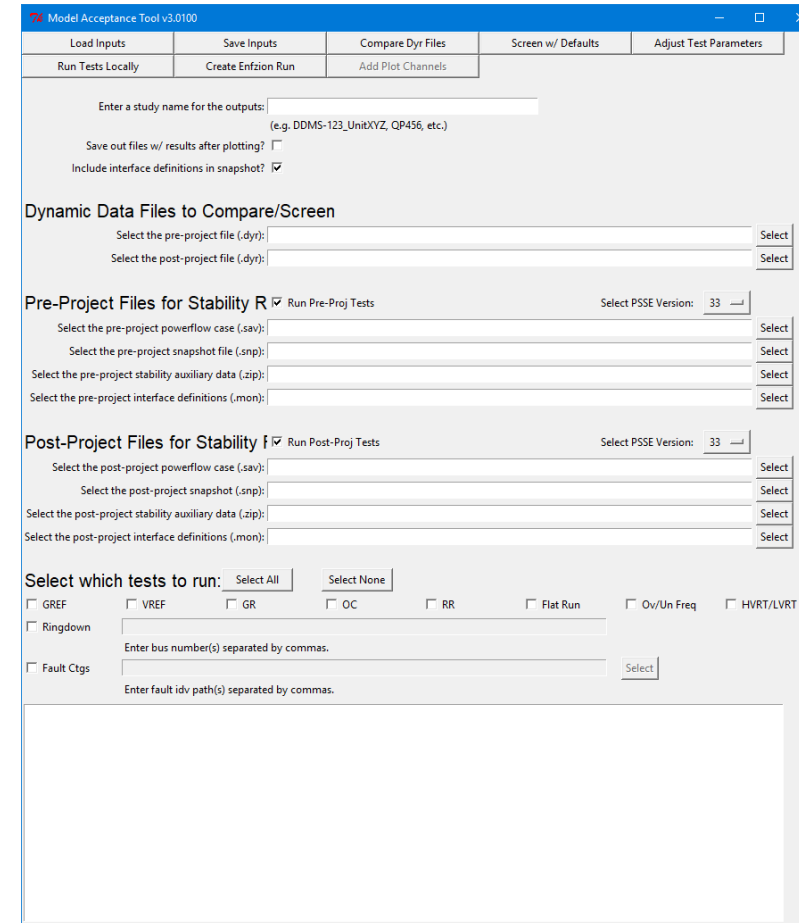 Model Acceptance Tool v3.0100
Load Inputs Save Inputs Compare Dyr Files Screen w/ Defaults Adjust Test Parameters
Run Tests Locally Create Enfzion Run Add Plot Channels
Enter a study name for the outputs:
(e.g. DDMS-123_UnitXYZ, QP456, etc.)
Save out files w/ results after plotting?
Include interface definitions in snapshot?
Dynamic Data Files to Compare/Screen
Select the pre-project file (.dyr): Select
Select the post-project file (.dyr): Select
Pre-Project Files for Stability R Run Pre-Proj Tests Select PSSE Version: 33
Select the pre-project powerflow case (.sav): Select
Select the pre-project snapshot file (.snp): Select
Select the pre-project stability auxiliary data (.zip): Select
Select the pre-project interface definitions (.mon): Select
Post-Project Files for Stability Run Post-Proj Tests Select PSSE Version: 33
Select the post-project powerflow case (.sav): Select
Select the post-project snapshot (.snp): Select
Select the post-project stability auxiliary data (.zip): Select
Select the post-project interface definitions (.mon): Select
Select which tests to run: Select All Select None
GREF VREF GR OC RR Flat Run Ov/Un Freq HVRT/LVRT
Ringdown
Enter bus number(s) separated by commas.
Fault Ctgs Select
Enter fault idv path(s) separated by commas.